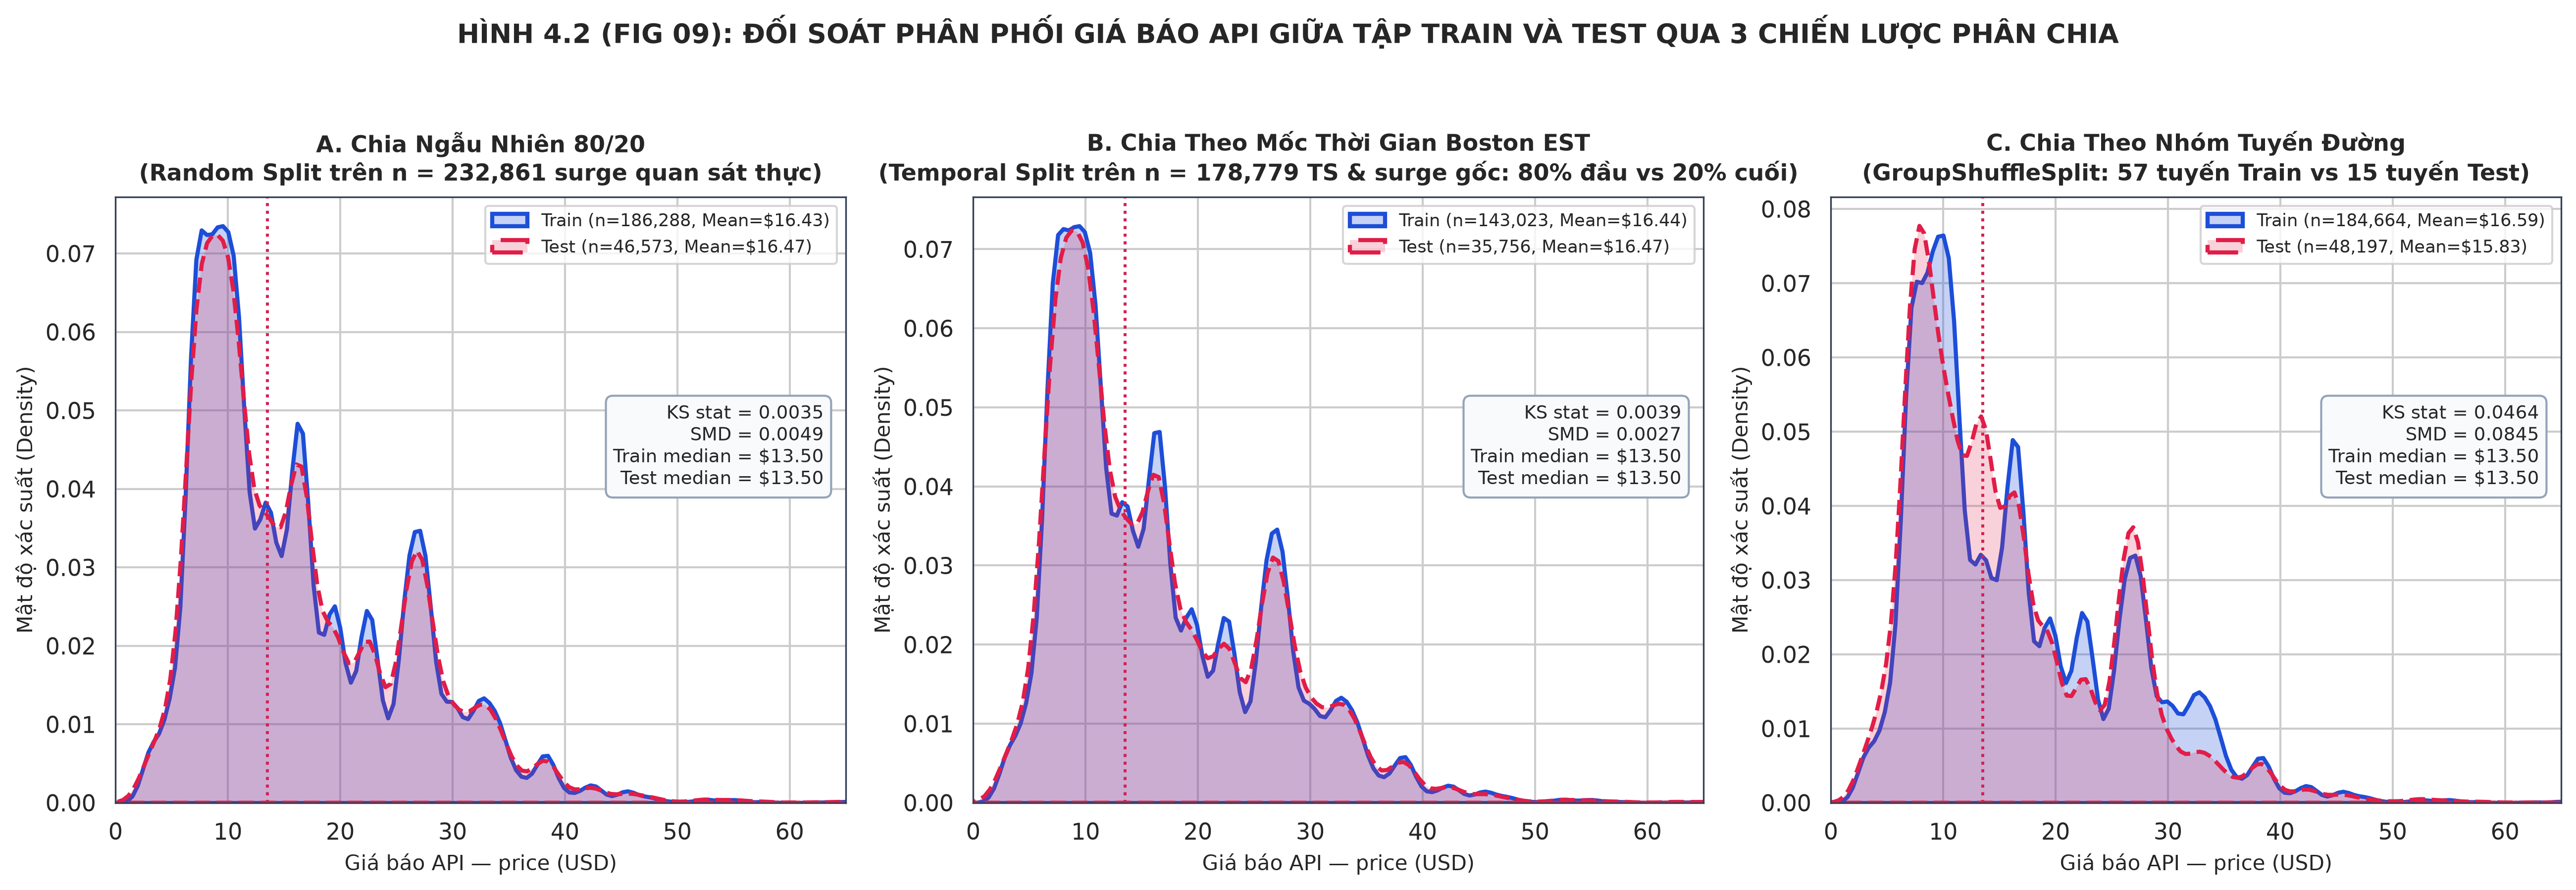 HÌNH 4.2 (FIG 09): ĐỐI SOÁT PHÂN PHỐI GIÁ BÁO API GIỮA TẬP TRAIN VÀ TEST QUA 3 CHIẾN LƯỢC PHÂN CHIA
A. Chia Ngẫu Nhiên 80/20
(Random Split trên n = 232,861 surge quan sát thực)
Train (n=186,288, Mean=$16.43)
Test (n=46,573, Mean=$16.47)
KS stat = 0.0035
SMD = 0.0049
Train median = $13.50
Test median = $13.50
Mật độ xác suất (Density)
0.07
0.06
0.05
0.04
0.03
0.02
0.01
0.00
0 10 20 30 40 50 60
Giá báo API — price (USD)
B. Chia Theo Mốc Thời Gian Boston EST
(Temporal Split trên n = 178,779 TS & surge gốc: 80% đầu vs 20% cuối)
Train (n=143,023, Mean=$16.44)
Test (n=35,756, Mean=$16.47)
KS stat = 0.0039
SMD = 0.0027
Train median = $13.50
Test median = $13.50
Mật độ xác suất (Density)
0.07
0.06
0.05
0.04
0.03
0.02
0.01
0.00
0 10 20 30 40 50 60
Giá báo API — price (USD)
C. Chia Theo Nhóm Tuyến Đường
(GroupShuffleSplit: 57 tuyến Train vs 15 tuyến Test)
Train (n=184,664, Mean=$16.59)
Test (n=48,197, Mean=$15.83)
KS stat = 0.0464
SMD = 0.0845
Train median = $13.50
Test median = $13.50
Mật độ xác suất (Density)
0.08
0.07
0.06
0.05
0.04
0.03
0.02
0.01
0.00
0 10 20 30 40 50 60
Giá báo API — price (USD)